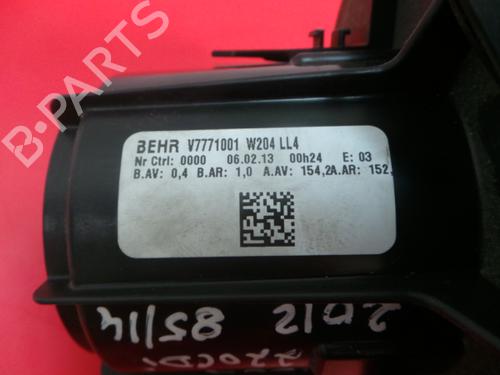 B-PARTS
BEHR V7771001 W204 LL4
Nr Ctrl: 0000 06.02.13 00h24 E: 03
B.AV: 0,4 B.AR: 1,0 A.AV: 154,2A.AR: 152.
2012 85/14
220CDI